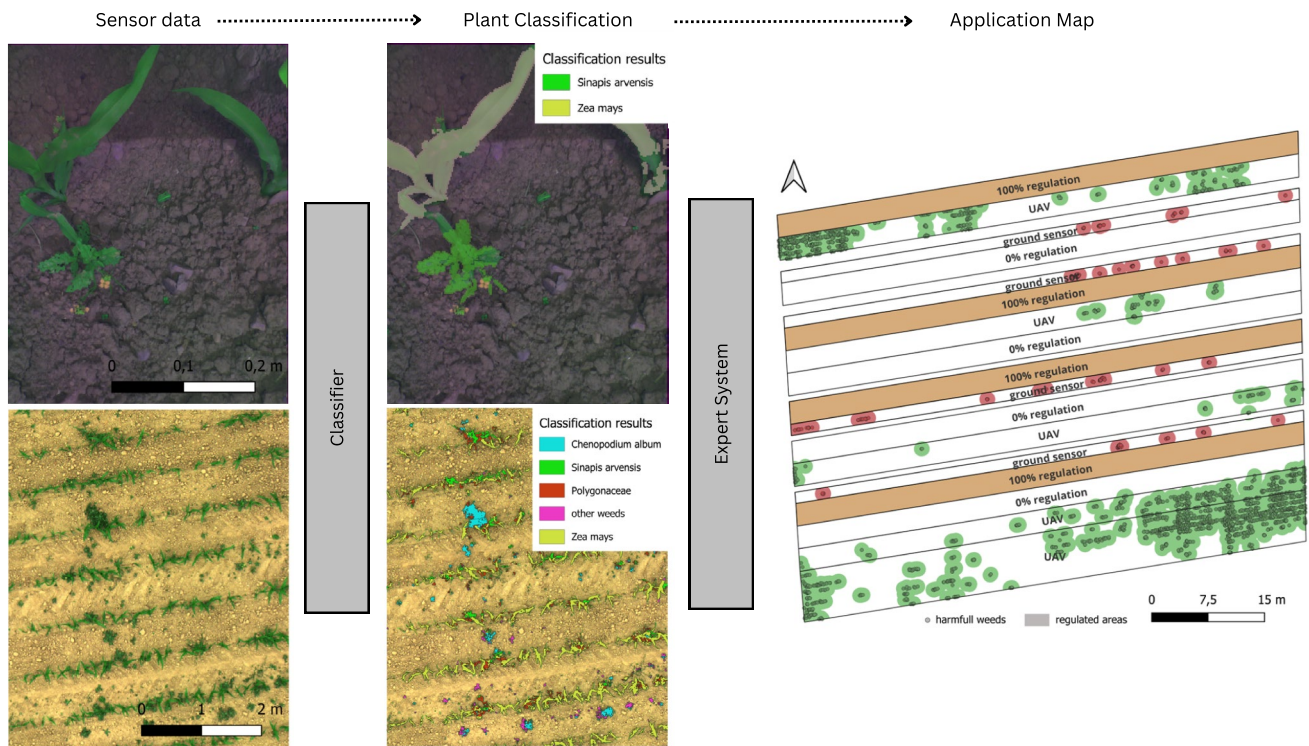 Sensor data
Plant Classification
Application Map
Classification results
Sinapis arvensis
Zea mays
0
0,1
0,2 m
Classifier
Expert System
Classification results
Chenopodium album
Sinapis arvensis
Polygonaceae
other weeds
Zea mays
0
1
2 m
100% regulation
UAV
ground sensor
0% regulation
ground sensor
100% regulation
UAV
0% regulation
100% regulation
ground sensor
0% regulation
UAV
ground sensor
100% regulation
0% regulation
UAV
UAV
0
7,5
15 m
harmfull weeds
regulated areas